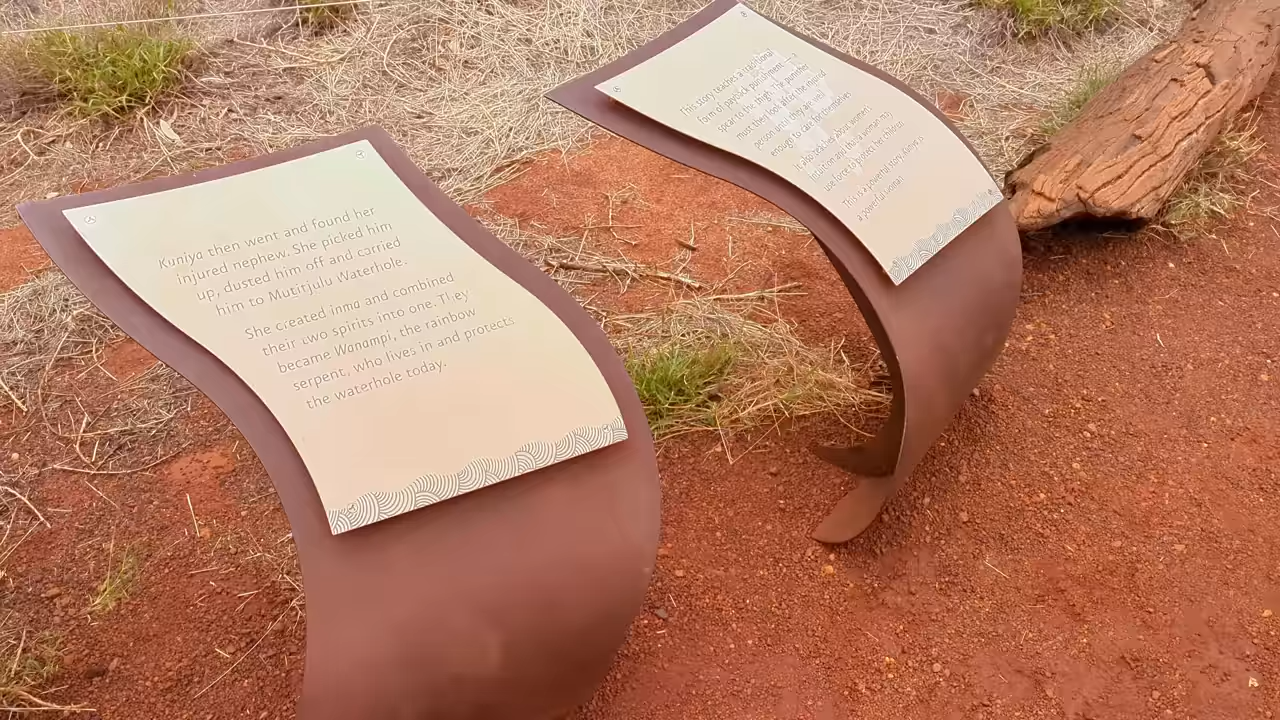 Kuniya then went and found her
injured nephew. She picked him
up, dusted him off and carried
him to Mutitjulu Waterhole.
She created inma and combined
their two spirits into one. They
became Wanampi, the rainbow
serpent, who lives in and protects
the waterhole today.
This story teaches a traditional
form of payback punishment – a
spear to the thigh. The punisher
must then look after the injured
person until they are well
enough to care for themselves.
It also teaches about women's
instinct and that a woman may
use force to protect her children.
This is a powerful story. Kuniya is
a powerful woman.